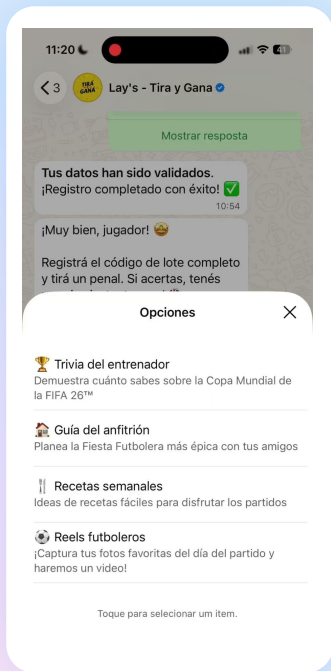 11:20
41
3
TIRÁ
GANÁ
Lay's - Tira y Gana
Mostrar resposta
Tus datos han sido validados.
¡Registro completado con éxito! ✅
10:54
¡Muy bien, jugador! 🤩
Registrá el código de lote completo
y tirá un penal. Si acertas, tenés
Opciones
🏆 Trivia del entrenador
Demuestra cuánto sabes sobre la Copa Mundial de
la FIFA 26™
🏠 Guía del anfitrión
Planea la Fiesta Futbolera más épica con tus amigos
🍴 Recetas semanales
Ideas de recetas fáciles para disfrutar los partidos
⚽ Reels futboleros
¡Captura tus fotos favoritas del día del partido y
haremos un video!
Toque para selecionar um item.